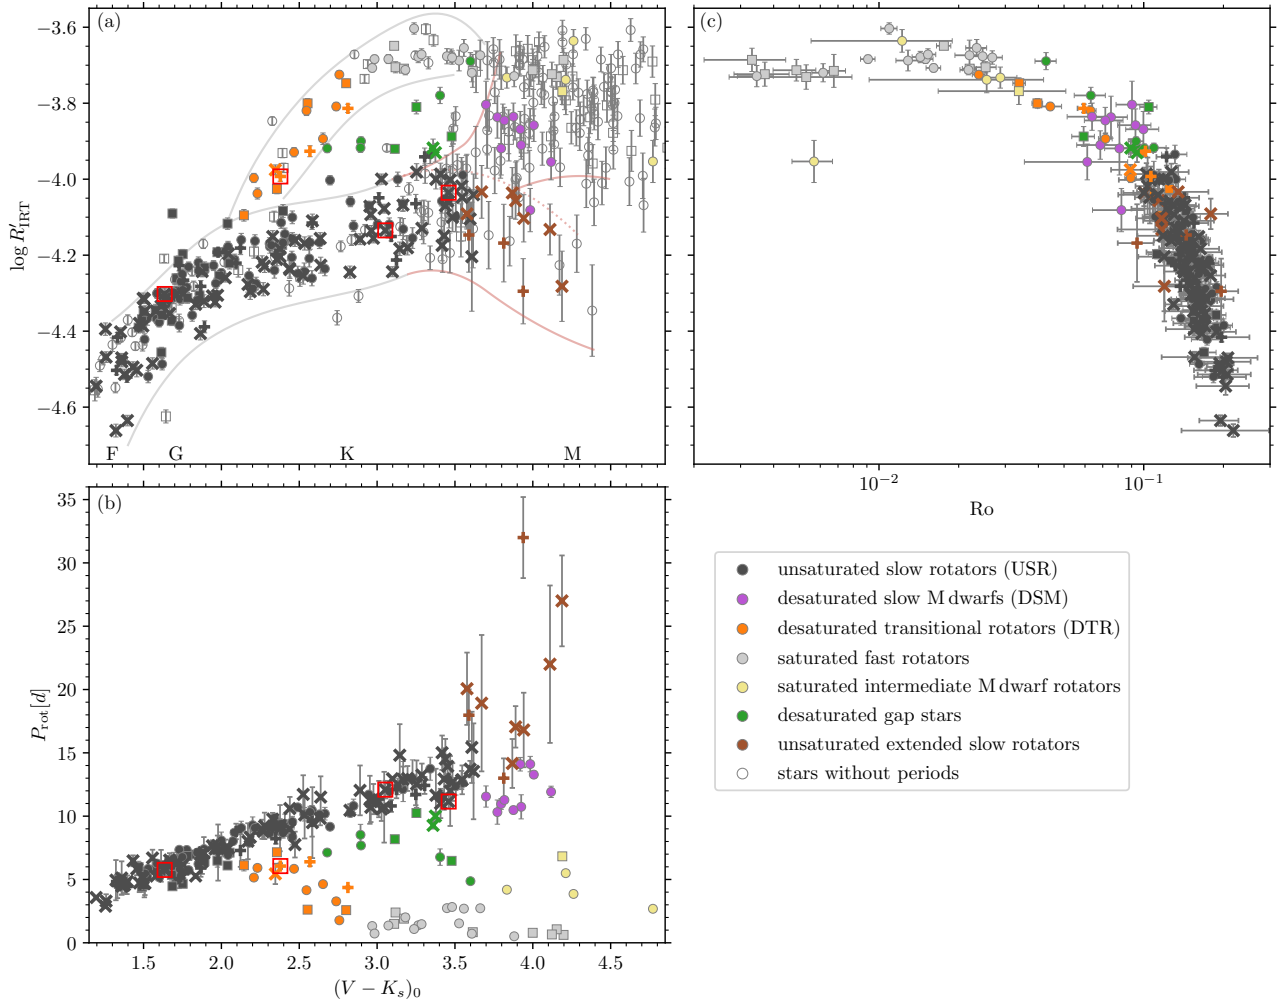 (a)
−3.6
−3.8
−4.0
−4.2
−4.4
−4.6
log R′IRT
F G K M
(c)
10−2 10−1
Ro
(b)
35
30
25
20
15
10
5
0
Prot[d]
1.5 2.0 2.5 3.0 3.5 4.0 4.5
(V − Ks)0
unsaturated slow rotators (USR)
desaturated slow M dwarfs (DSM)
desaturated transitional rotators (DTR)
saturated fast rotators
saturated intermediate M dwarf rotators
desaturated gap stars
unsaturated extended slow rotators
stars without periods